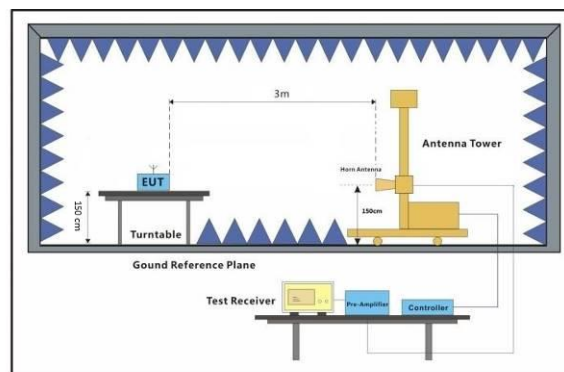 3m
Antenna Tower
Horn Antenna
EUT
150 cm
150cm
Turntable
Gound Reference Plane
Test Receiver
Pre-Amplifier
Controller